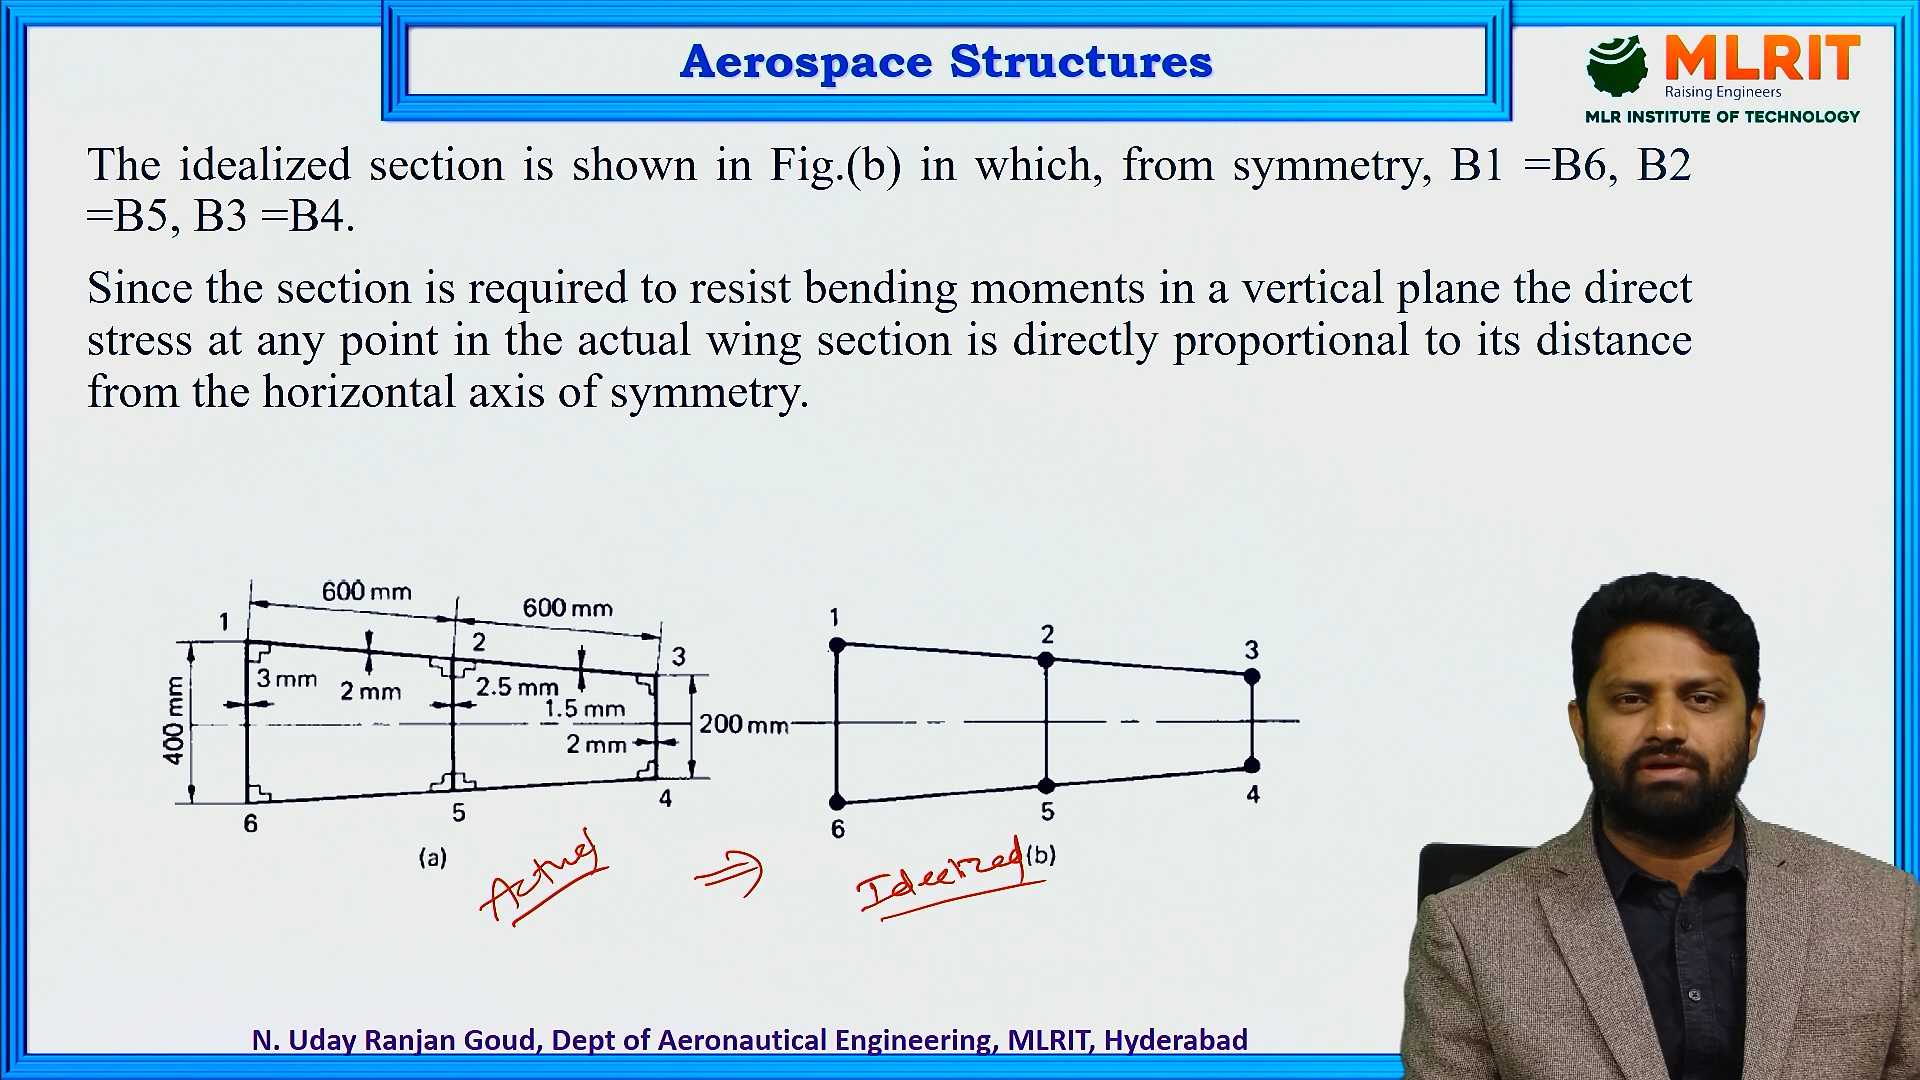 Aerospace Structures
MLRIT
Raising Engineers
MLR INSTITUTE OF TECHNOLOGY
The idealized section is shown in Fig.(b) in which, from symmetry, B1 =B6, B2
=B5, B3 =B4.
Since the section is required to resist bending moments in a vertical plane the direct
stress at any point in the actual wing section is directly proportional to its distance
from the horizontal axis of symmetry.
600 mm
600 mm
1
2
3
3 mm
2 mm
2.5 mm
1.5 mm
400 mm
200 mm
2 mm
6
5
4
(a)
1
2
3
6
5
4
(b)
Actual
⇒
N. Uday Ranjan Goud, Dept of Aeronautical Engineering, MLRIT, Hyderabad